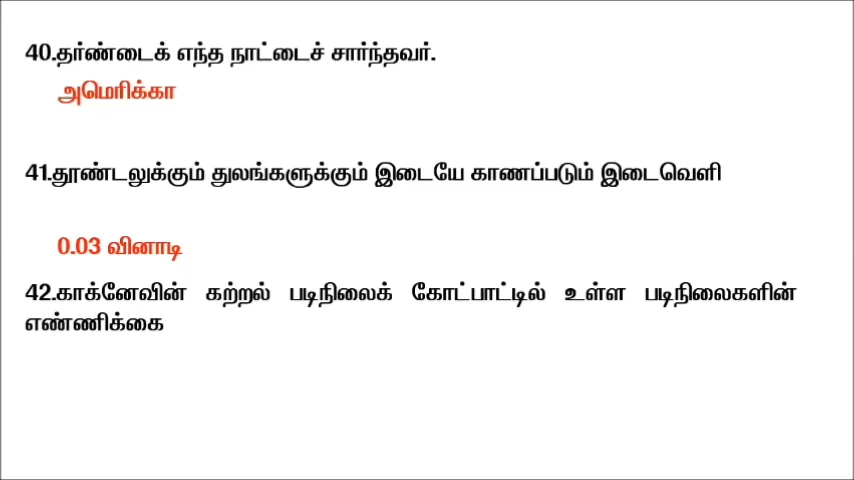 40.தர்ண்டைக் எந்த நாட்டைச் சார்ந்தவர்.
அமெரிக்கா
41.தூண்டலுக்கும் துலங்களுக்கும் இடையே காணப்படும் இடைவெளி
0.03 வினாடி
42.காக்னேவின் கற்றல் படிநிலைக் கோட்பாட்டில் உள்ள படிநிலைகளின்
எண்ணிக்கை